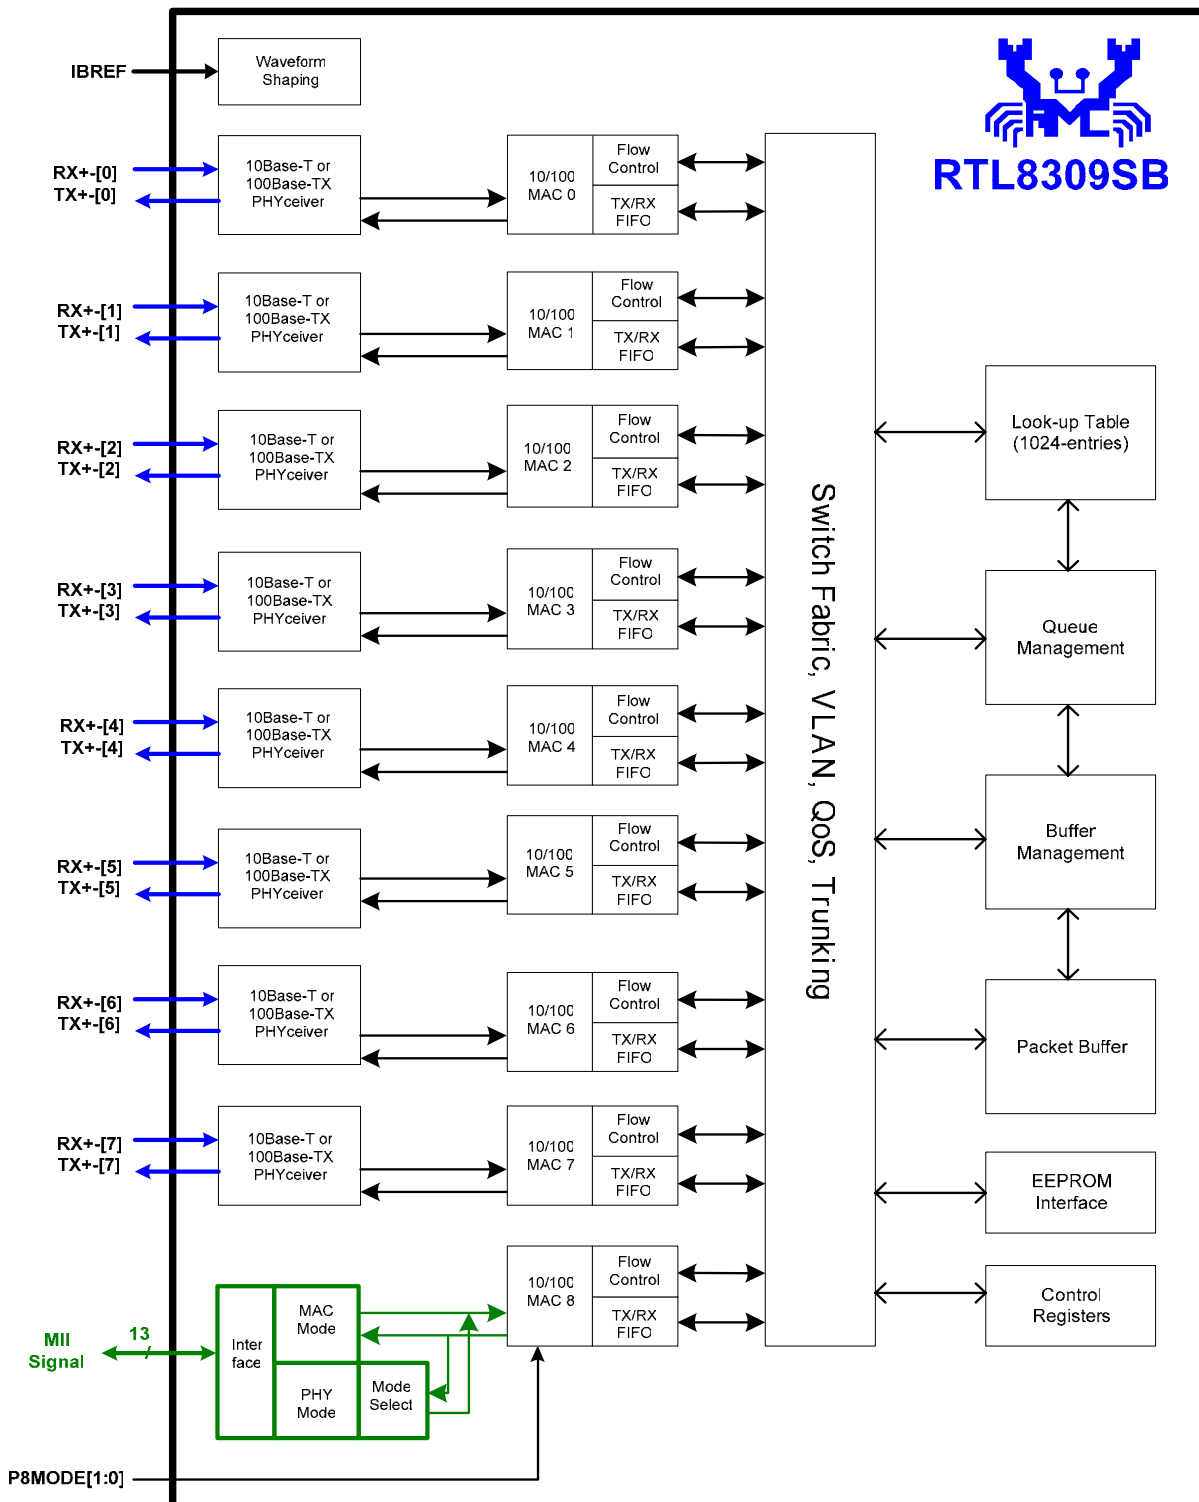 IBREF
Waveform
Shaping
RTL8309SB
RX+-[0]
TX+-[0]
10Base-T or
100Base-TX
PHYceiver
10/100
MAC 0
Flow
Control
TX/RX
FIFO
RX+-[1]
TX+-[1]
10Base-T or
100Base-TX
PHYceiver
10/100
MAC 1
Flow
Control
TX/RX
FIFO
RX+-[2]
TX+-[2]
10Base-T or
100Base-TX
PHYceiver
10/100
MAC 2
Flow
Control
TX/RX
FIFO
RX+-[3]
TX+-[3]
10Base-T or
100Base-TX
PHYceiver
10/100
MAC 3
Flow
Control
TX/RX
FIFO
RX+-[4]
TX+-[4]
10Base-T or
100Base-TX
PHYceiver
10/100
MAC 4
Flow
Control
TX/RX
FIFO
RX+-[5]
TX+-[5]
10Base-T or
100Base-TX
PHYceiver
10/100
MAC 5
Flow
Control
TX/RX
FIFO
RX+-[6]
TX+-[6]
10Base-T or
100Base-TX
PHYceiver
10/100
MAC 6
Flow
Control
TX/RX
FIFO
RX+-[7]
TX+-[7]
10Base-T or
100Base-TX
PHYceiver
10/100
MAC 7
Flow
Control
TX/RX
FIFO
MII
Signal
13
Inter
face
MAC
Mode
PHY
Mode
Mode
Select
10/100
MAC 8
Flow
Control
TX/RX
FIFO
P8MODE[1:0]
Switch Fabric, VLAN, QoS, Trunking
Look-up Table
(1024-entries)
Queue
Management
Buffer
Management
Packet Buffer
EEPROM
Interface
Control
Registers